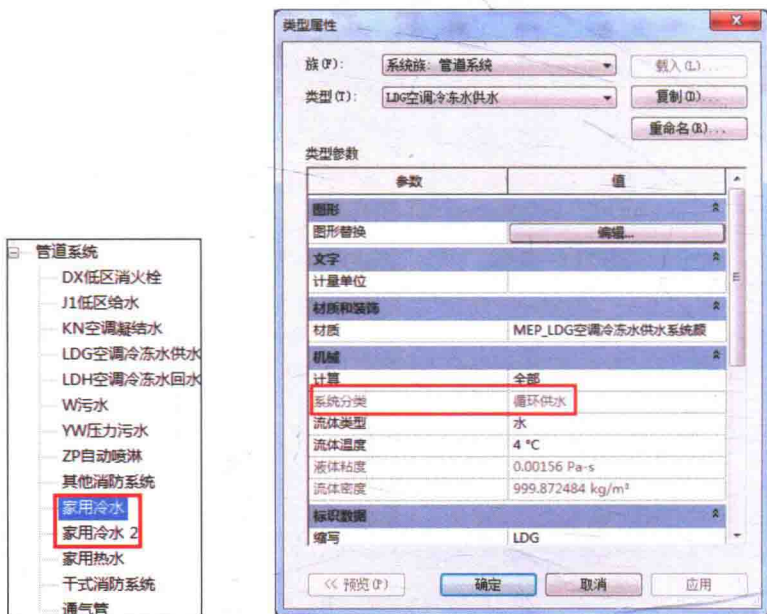 管道系统
DX低区消火栓
J1低区给水
KN空调凝结水
LDG空调冷冻水供水
LDH空调冷冻水回水
W污水
YW压力污水
ZP自动喷淋
其他消防系统
家用冷水
家用冷水 2
家用热水
干式消防系统
通气管
类型属性
族(F): 系统族: 管道系统 载入(L)...
类型(T): LDG空调冷冻水供水 复制(D)...
重命名(R)...
类型参数
参数 值
图形
图形替换 编辑...
文字
计量单位
材质和装饰
材质 MEP_LDG空调冷冻水供水系统颜
机械
计算 全部
系统分类 循环供水
流体类型 水
流体温度 4 °C
液体粘度 0.00156 Pa-s
流体密度 999.872484 kg/m³
标识数据
缩写 LDG
<< 预览(P) 确定 取消 应用